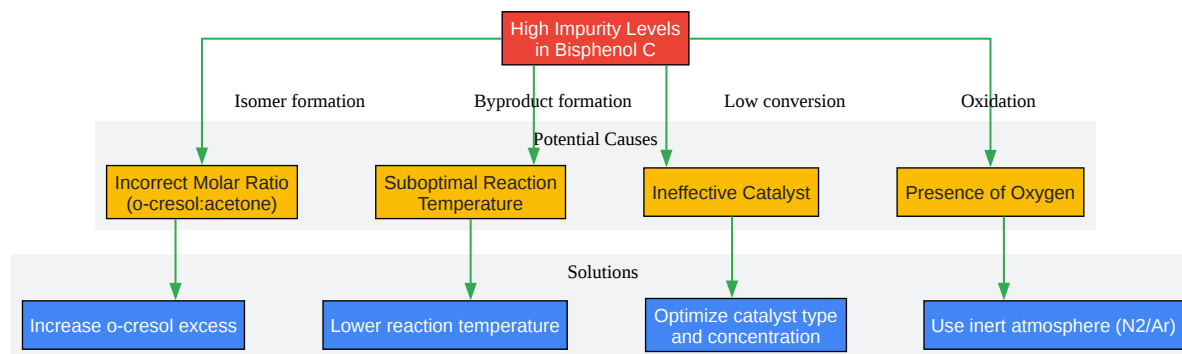 High Impurity Levels
in Bisphenol C
Isomer formation
Byproduct formation
Low conversion
Oxidation
Potential Causes
Incorrect Molar Ratio
(o-cresol:acetone)
Suboptimal Reaction
Temperature
Ineffective Catalyst
Presence of Oxygen
Solutions
Increase o-cresol excess
Lower reaction temperature
Optimize catalyst type
and concentration
Use inert atmosphere (N2/Ar)